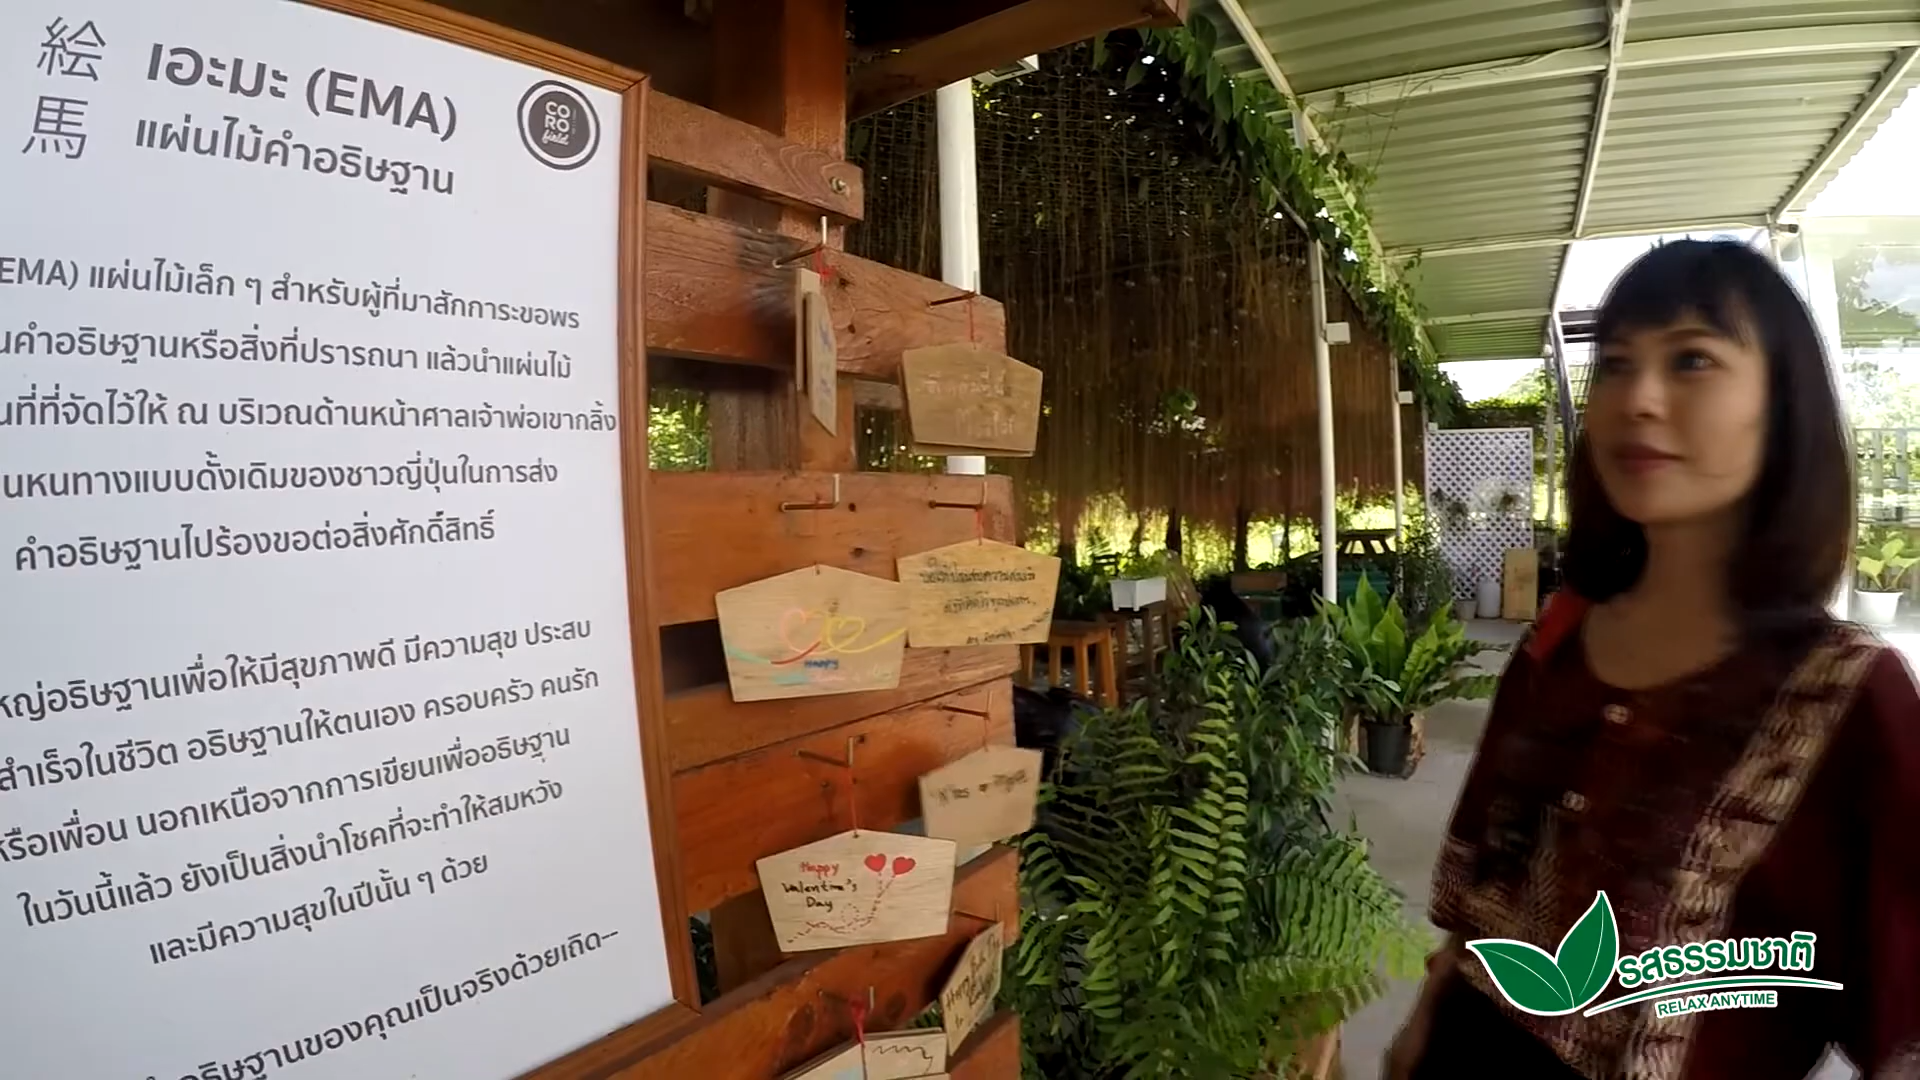 絵馬
เอะมะ (EMA)
แผ่นไม้คำอธิษฐาน
CO
RO
field
EMA) แผ่นไม้เล็ก ๆ สำหรับผู้ที่มาสักการะขอพร
นคำอธิษฐานหรือสิ่งที่ปรารถนา แล้วนำแผ่นไม้
นที่ที่จัดไว้ให้ ณ บริเวณด้านหน้าศาลเจ้าพ่อเขากลิ้ง
นหนทางแบบดั้งเดิมของชาวญี่ปุ่นในการส่ง
คำอธิษฐานไปร้องขอต่อสิ่งศักดิ์สิทธิ์
หญ่อธิษฐานเพื่อให้มีสุขภาพดี มีความสุข ประสบ
สำเร็จในชีวิต อธิษฐานให้ตนเอง ครอบครัว คนรัก
หรือเพื่อน นอกเหนือจากการเขียนเพื่ออธิษฐาน
ในวันนี้แล้ว ยังเป็นสิ่งนำโชคที่จะทำให้สมหวัง
และมีความสุขในปีนั้น ๆ ด้วย
อธิษฐานของคุณเป็นจริงด้วยเถิด--
Happy
Happy
Valentine's
Day
รสธรรมชาติ
RELAX ANYTIME